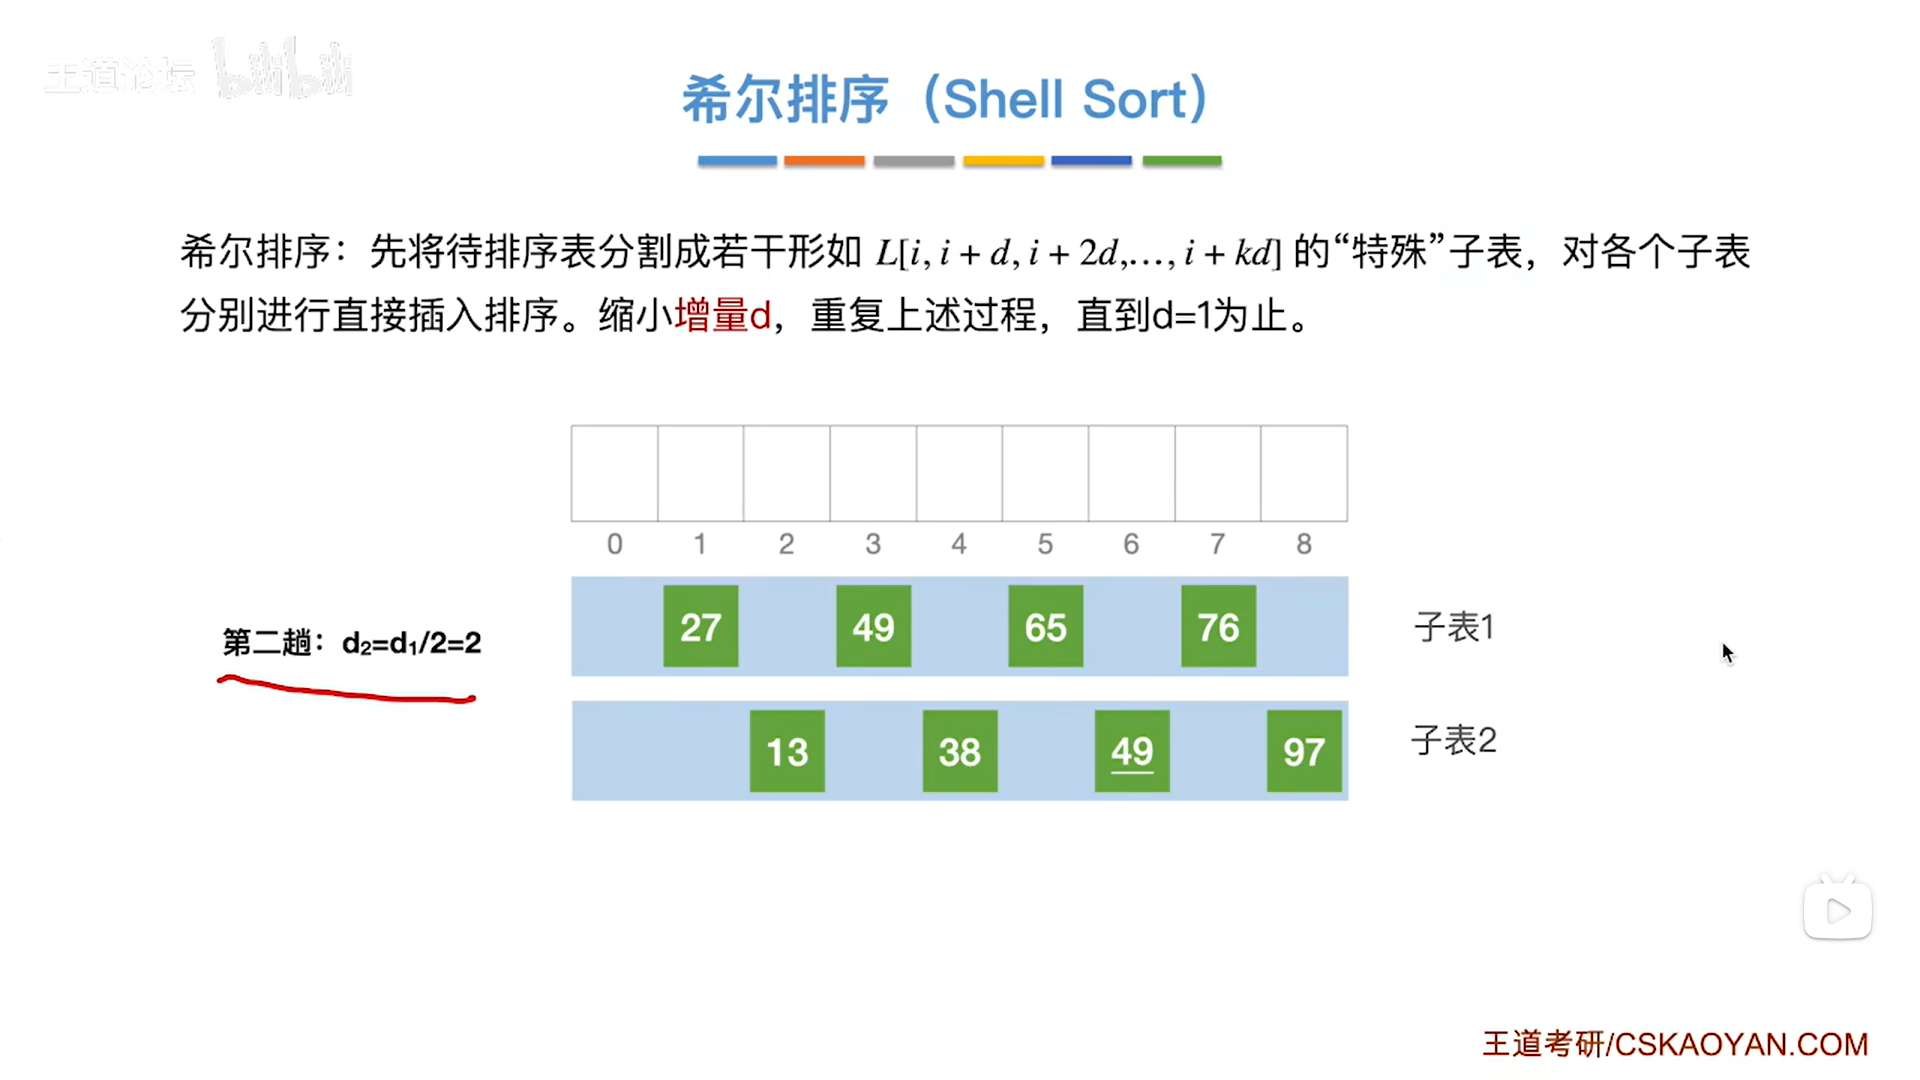 王道论坛 bilibili
希尔排序（Shell Sort）
希尔排序：先将待排序表分割成若干形如 L[i, i + d, i + 2d,…, i + kd] 的“特殊”子表，对各个子表
分别进行直接插入排序。缩小增量d，重复上述过程，直到d=1为止。
0 1 2 3 4 5 6 7 8
第二趟：d₂=d₁/2=2
27 49 65 76 子表1
13 38 49 97 子表2
王道考研/CSKAOYAN.COM